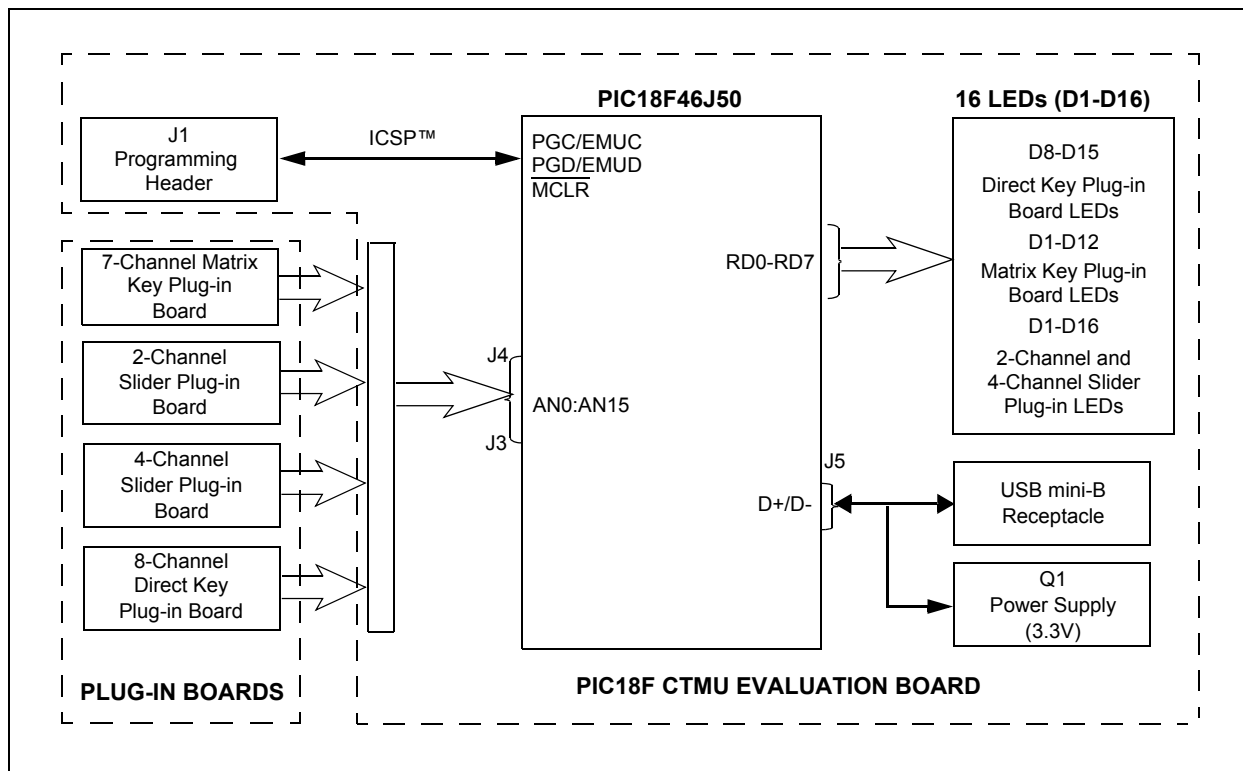 PIC18F46J50
16 LEDs (D1-D16)
J1
Programming
Header
ICSP™
PGC/EMUC
PGD/EMUD
MCLR
D8-D15
Direct Key Plug-in
Board LEDs
D1-D12
Matrix Key Plug-in
Board LEDs
D1-D16
2-Channel and
4-Channel Slider
Plug-in LEDs
RD0-RD7
7-Channel Matrix
Key Plug-in
Board
2-Channel
Slider Plug-in
Board
4-Channel
Slider Plug-in
Board
8-Channel
Direct Key
Plug-in Board
J4
AN0:AN15
J3
J5
D+/D-
USB mini-B
Receptacle
Q1
Power Supply
(3.3V)
PLUG-IN BOARDS
PIC18F CTMU EVALUATION BOARD